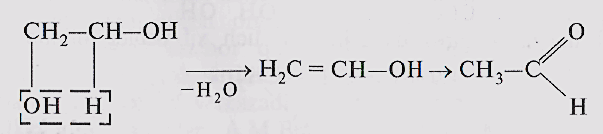 CH₂–CH–OH
OH H
–H₂O
H₂C = CH–OH → CH₃–C
O
H